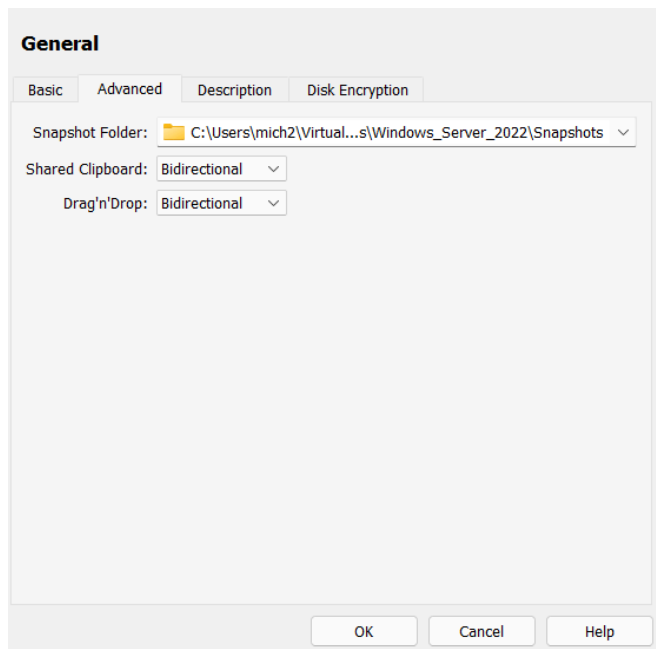 General
Basic Advanced Description Disk Encryption
Snapshot Folder: C:\Users\mich2\Virtual...s\Windows_Server_2022\Snapshots
Shared Clipboard: Bidirectional
Drag'n'Drop: Bidirectional
OK Cancel Help